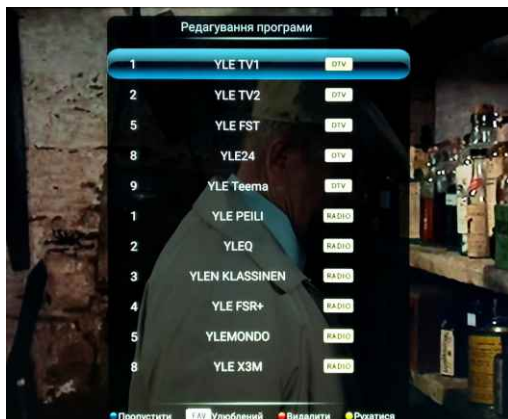 Редагування програми
1 YLE TV1 DTV
2 YLE TV2 DTV
5 YLE FST DTV
8 YLE24 DTV
9 YLE Teema DTV
1 YLE PEILI RADIO
2 YLEQ RADIO
3 YLEN KLASSINEN RADIO
4 YLE FSR+ RADIO
5 YLEMONDO RADIO
8 YLE X3M RADIO
Пропустити FAV Улюблений Видалити Рухатися